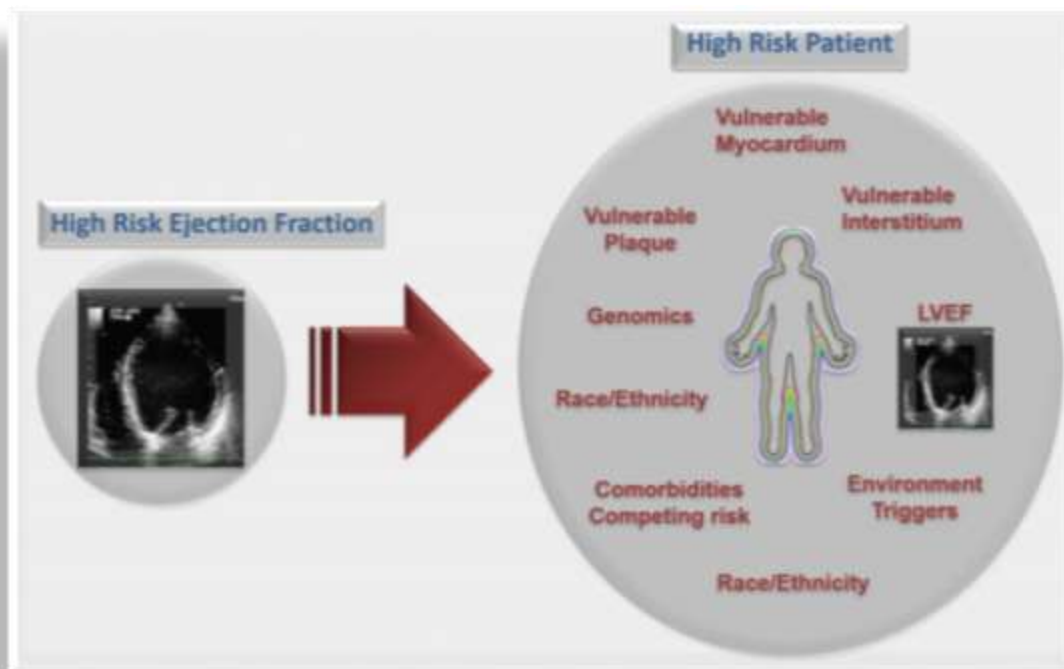 High Risk Patient
Vulnerable
Myocardium
Vulnerable
Interstitium
High Risk Ejection Fraction
Vulnerable
Plaque
Genomics
LVEF
Race/Ethnicity
Comorbidities
Competing risk
Environment
Triggers
Race/Ethnicity